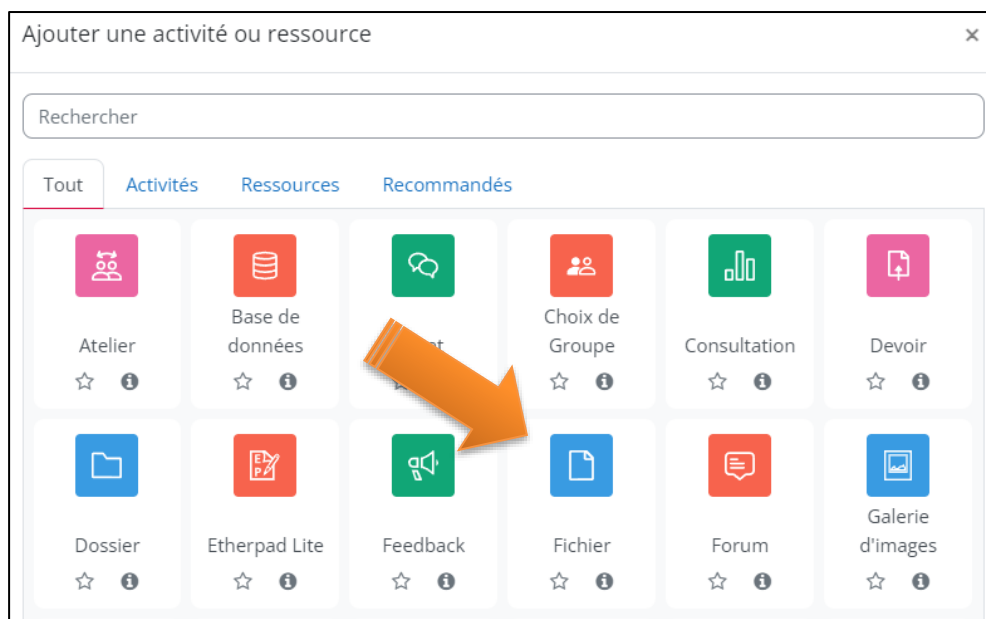 Ajouter une activité ou ressource
×
Rechercher
Tout Activités Ressources Recommandés
Base de Choix de
Atelier données Groupe Consultation Devoir
Galerie
Dossier Etherpad Lite Feedback Fichier Forum d'images